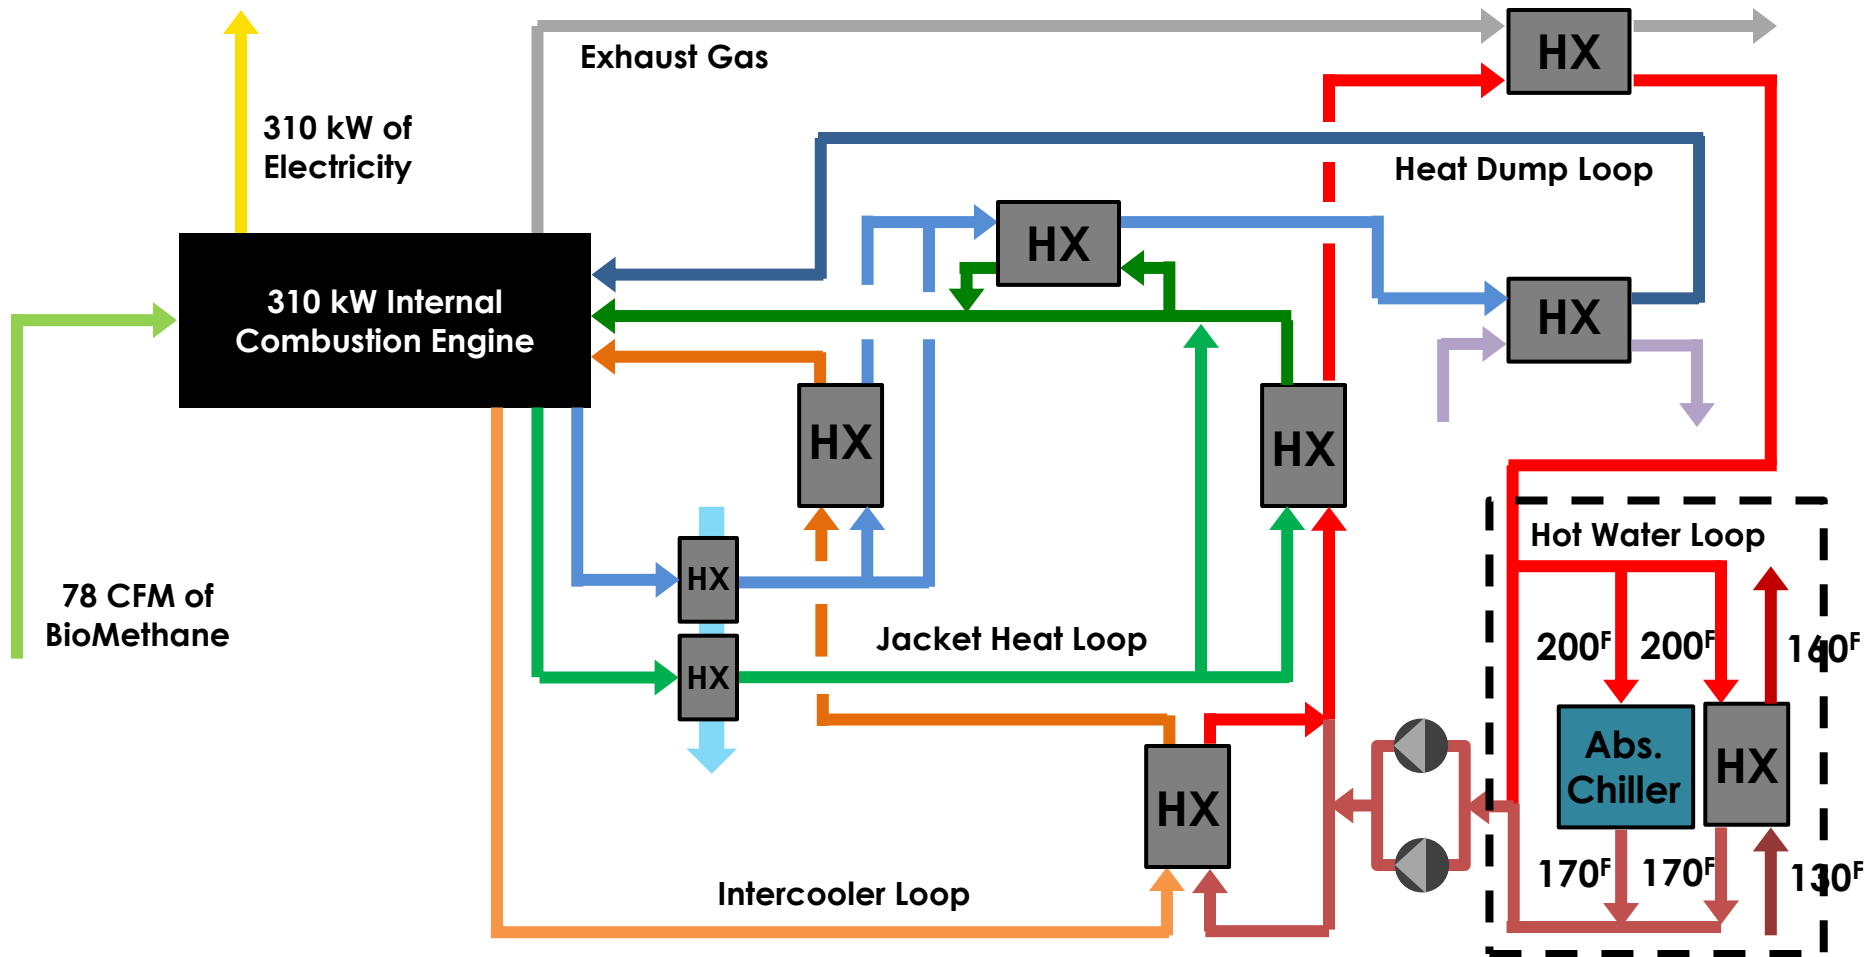 Exhaust Gas
HX
310 kW of
Electricity
Heat Dump Loop
HX
310 kW Internal
Combustion Engine
HX
HX
HX
Hot Water Loop
HX
78 CFM of
BioMethane
Jacket Heat Loop
200F 200F 160F
HX
Abs.
Chiller
HX
HX
170F 170F 130F
Intercooler Loop